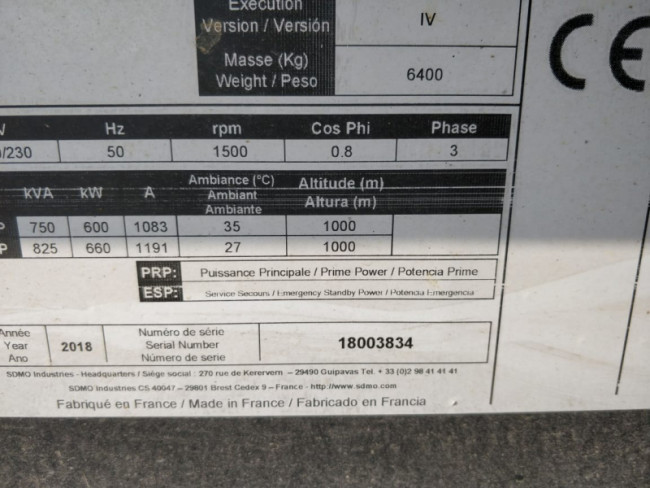 Execution
Version / Versión
IV
Masse (Kg)
Weight / Peso
6400
CE
V Hz rpm Cos Phi Phase
/230 50 1500 0.8 3
kVA kW A Ambiance (°C) Ambiant Ambiante Altitude (m) Altura (m)
P 750 600 1083 35 1000
P 825 660 1191 27 1000
PRP: Puissance Principale / Prime Power / Potencia Prime
ESP: Service Secours / Emergency Standby Power / Potencia Emergencia
Année
Year
Ano
2018
Numéro de série
Serial Number
Número de serie
18003834
SDMO Industries - Headquarters / Siège social : 270 rue de Kerervern – 29490 Guipavas Tel. + 33 (0)2 98 41 41 41
SDMO Industries CS 40047 – 29801 Brest Cedex 9 – France - http://www.sdmo.com
Fabriqué en France / Made in France / Fabricado en Francia